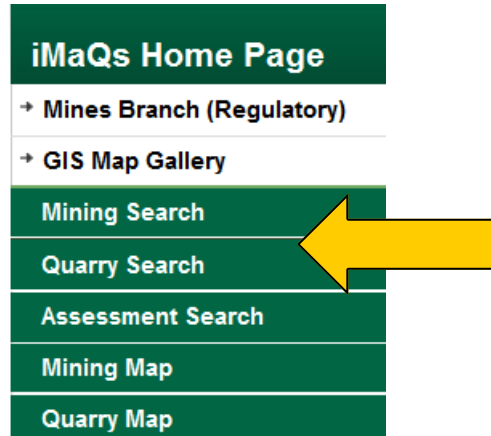 iMaQs Home Page
Mines Branch (Regulatory)
GIS Map Gallery
Mining Search
Quarry Search
Assessment Search
Mining Map
Quarry Map